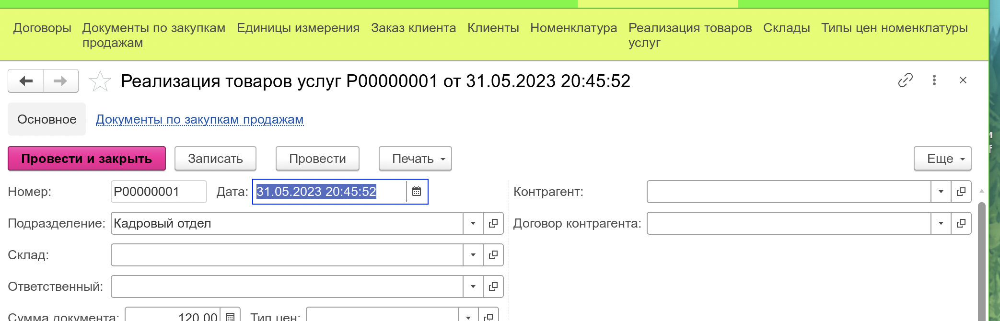 Договоры Документы по закупкам продажам Единицы измерения Заказ клиента Клиенты Номенклатура Реализация товаров услуг Склады Типы цен номенклатуры
Реализация товаров услуг Р00000001 от 31.05.2023 20:45:52
Основное Документы по закупкам продажам
Провести и закрыть Записать Провести Печать Еще
Номер: Р00000001 Дата: 31.05.2023 20:45:52 Контрагент:
Подразделение: Кадровый отдел Договор контрагента:
Склад:
Ответственный:
Сумма документа: 120,00 Тип цен: